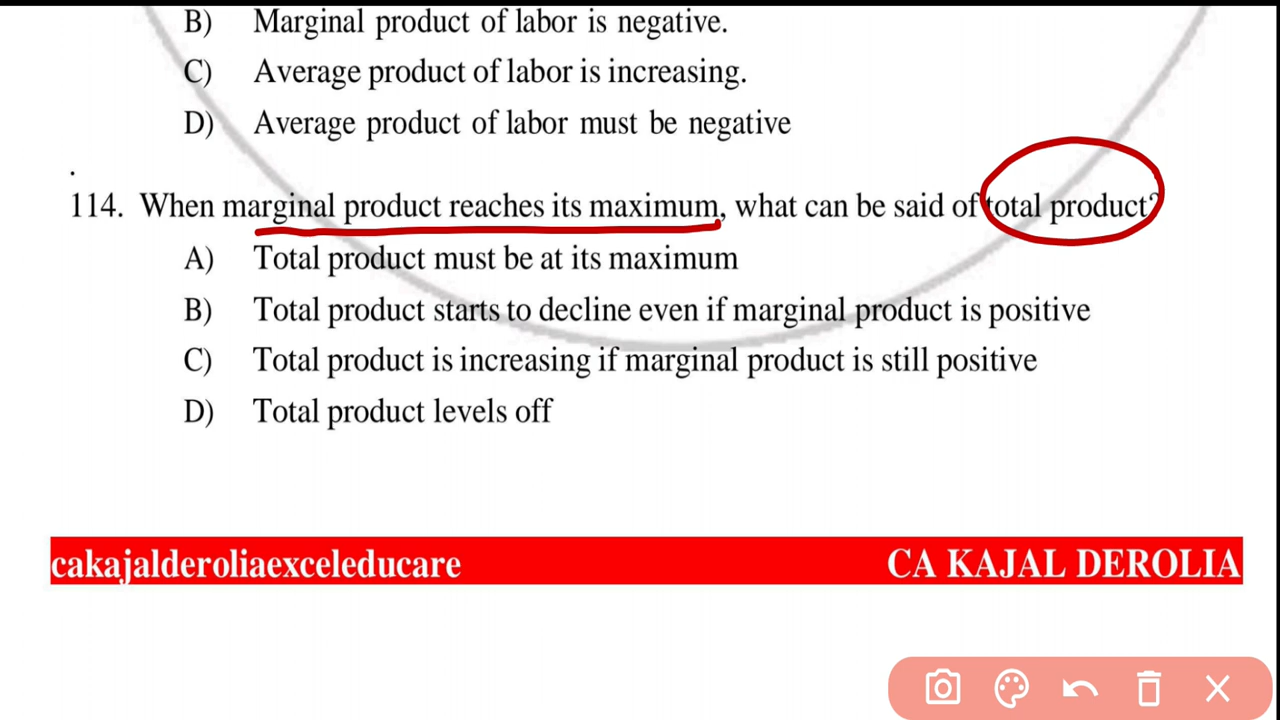 B) Marginal product of labor is negative.
C) Average product of labor is increasing.
D) Average product of labor must be negative
.
114. When marginal product reaches its maximum, what can be said of total product?
A) Total product must be at its maximum
B) Total product starts to decline even if marginal product is positive
C) Total product is increasing if marginal product is still positive
D) Total product levels off
cakajalderoliaexceleducare CA KAJAL DEROLIA